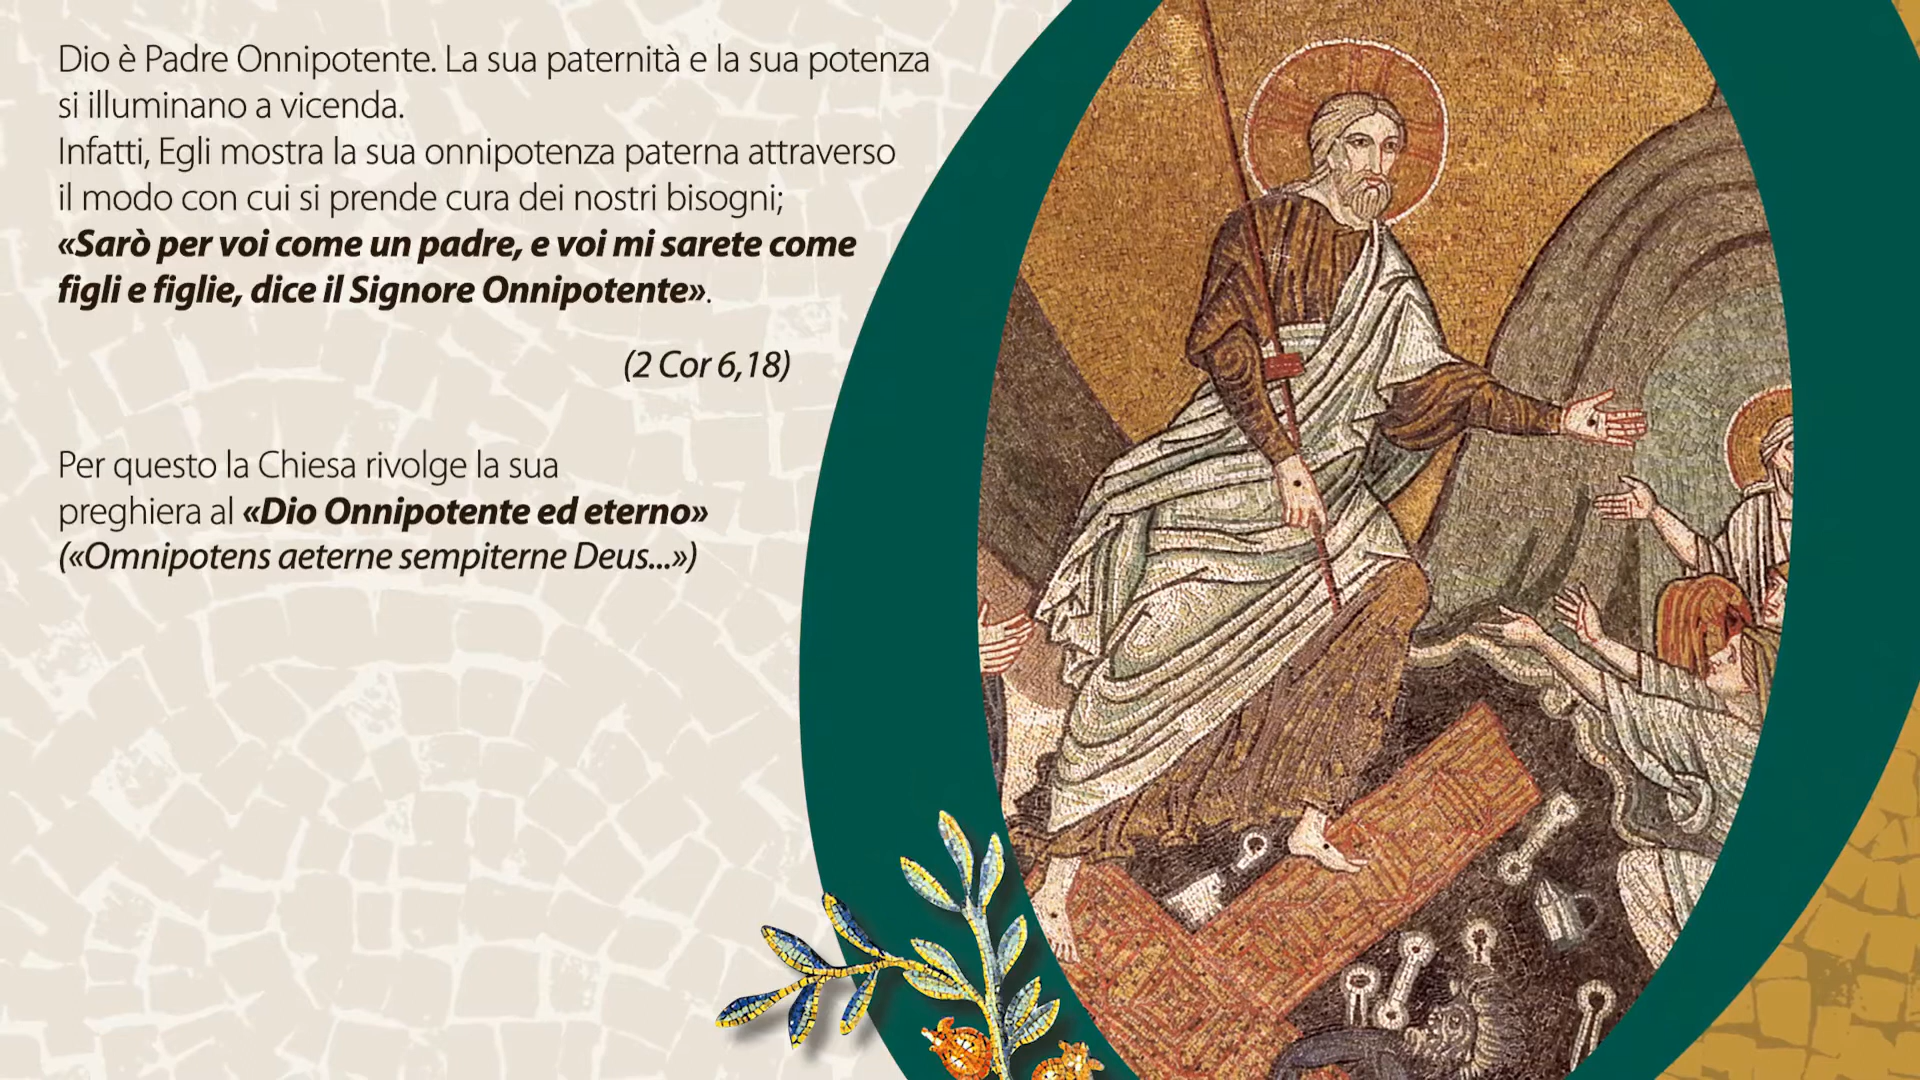 Dio è Padre Onnipotente. La sua paternità e la sua potenza
si illuminano a vicenda.
Infatti, Egli mostra la sua onnipotenza paterna attraverso
il modo con cui si prende cura dei nostri bisogni;
«Sarò per voi come un padre, e voi mi sarete come
figli e figlie, dice il Signore Onnipotente».
(2 Cor 6,18)
Per questo la Chiesa rivolge la sua
preghiera al «Dio Onnipotente ed eterno»
(«Omnipotens aeterne sempiterne Deus...»)